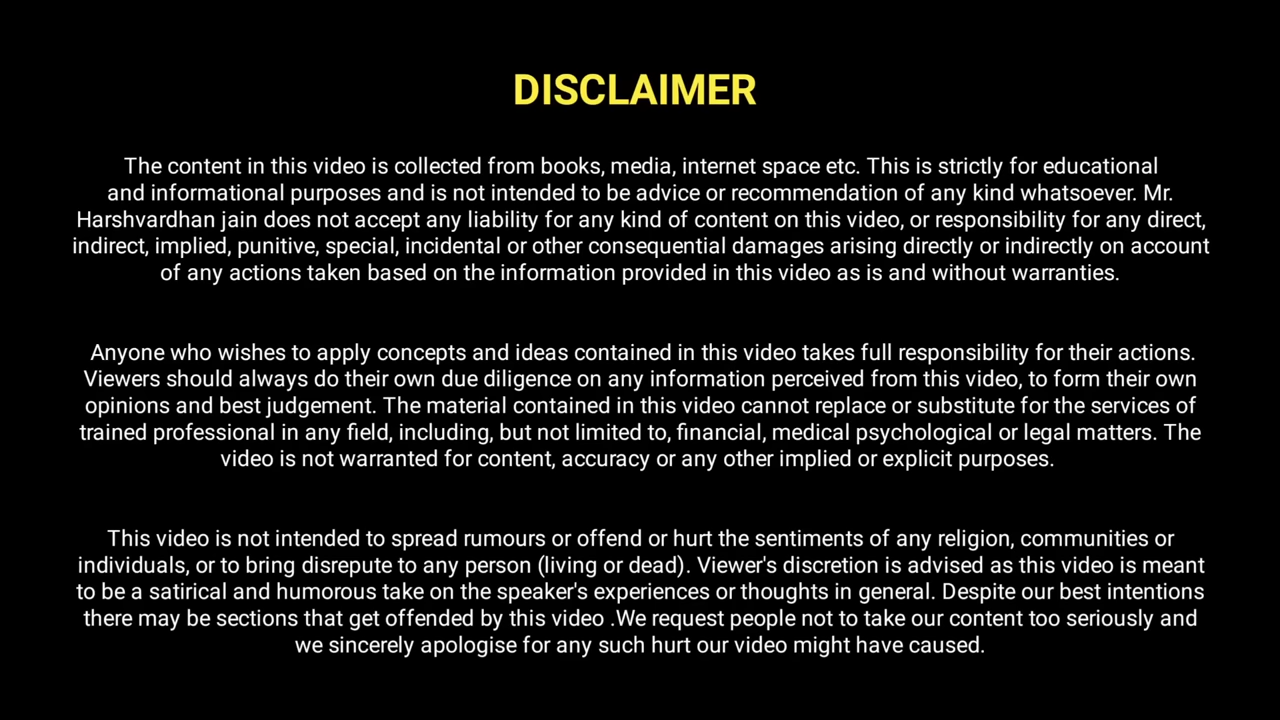 DISCLAIMER
The content in this video is collected from books, media, internet space etc. This is strictly for educational
and informational purposes and is not intended to be advice or recommendation of any kind whatsoever. Mr.
Harshvardhan jain does not accept any liability for any kind of content on this video, or responsibility for any direct,
indirect, implied, punitive, special, incidental or other consequential damages arising directly or indirectly on account
of any actions taken based on the information provided in this video as is and without warranties.
Anyone who wishes to apply concepts and ideas contained in this video takes full responsibility for their actions.
Viewers should always do their own due diligence on any information perceived from this video, to form their own
opinions and best judgement. The material contained in this video cannot replace or substitute for the services of
trained professional in any field, including, but not limited to, financial, medical psychological or legal matters. The
video is not warranted for content, accuracy or any other implied or explicit purposes.
This video is not intended to spread rumours or offend or hurt the sentiments of any religion, communities or
individuals, or to bring disrepute to any person (living or dead). Viewer's discretion is advised as this video is meant
to be a satirical and humorous take on the speaker's experiences or thoughts in general. Despite our best intentions
there may be sections that get offended by this video .We request people not to take our content too seriously and
we sincerely apologise for any such hurt our video might have caused.